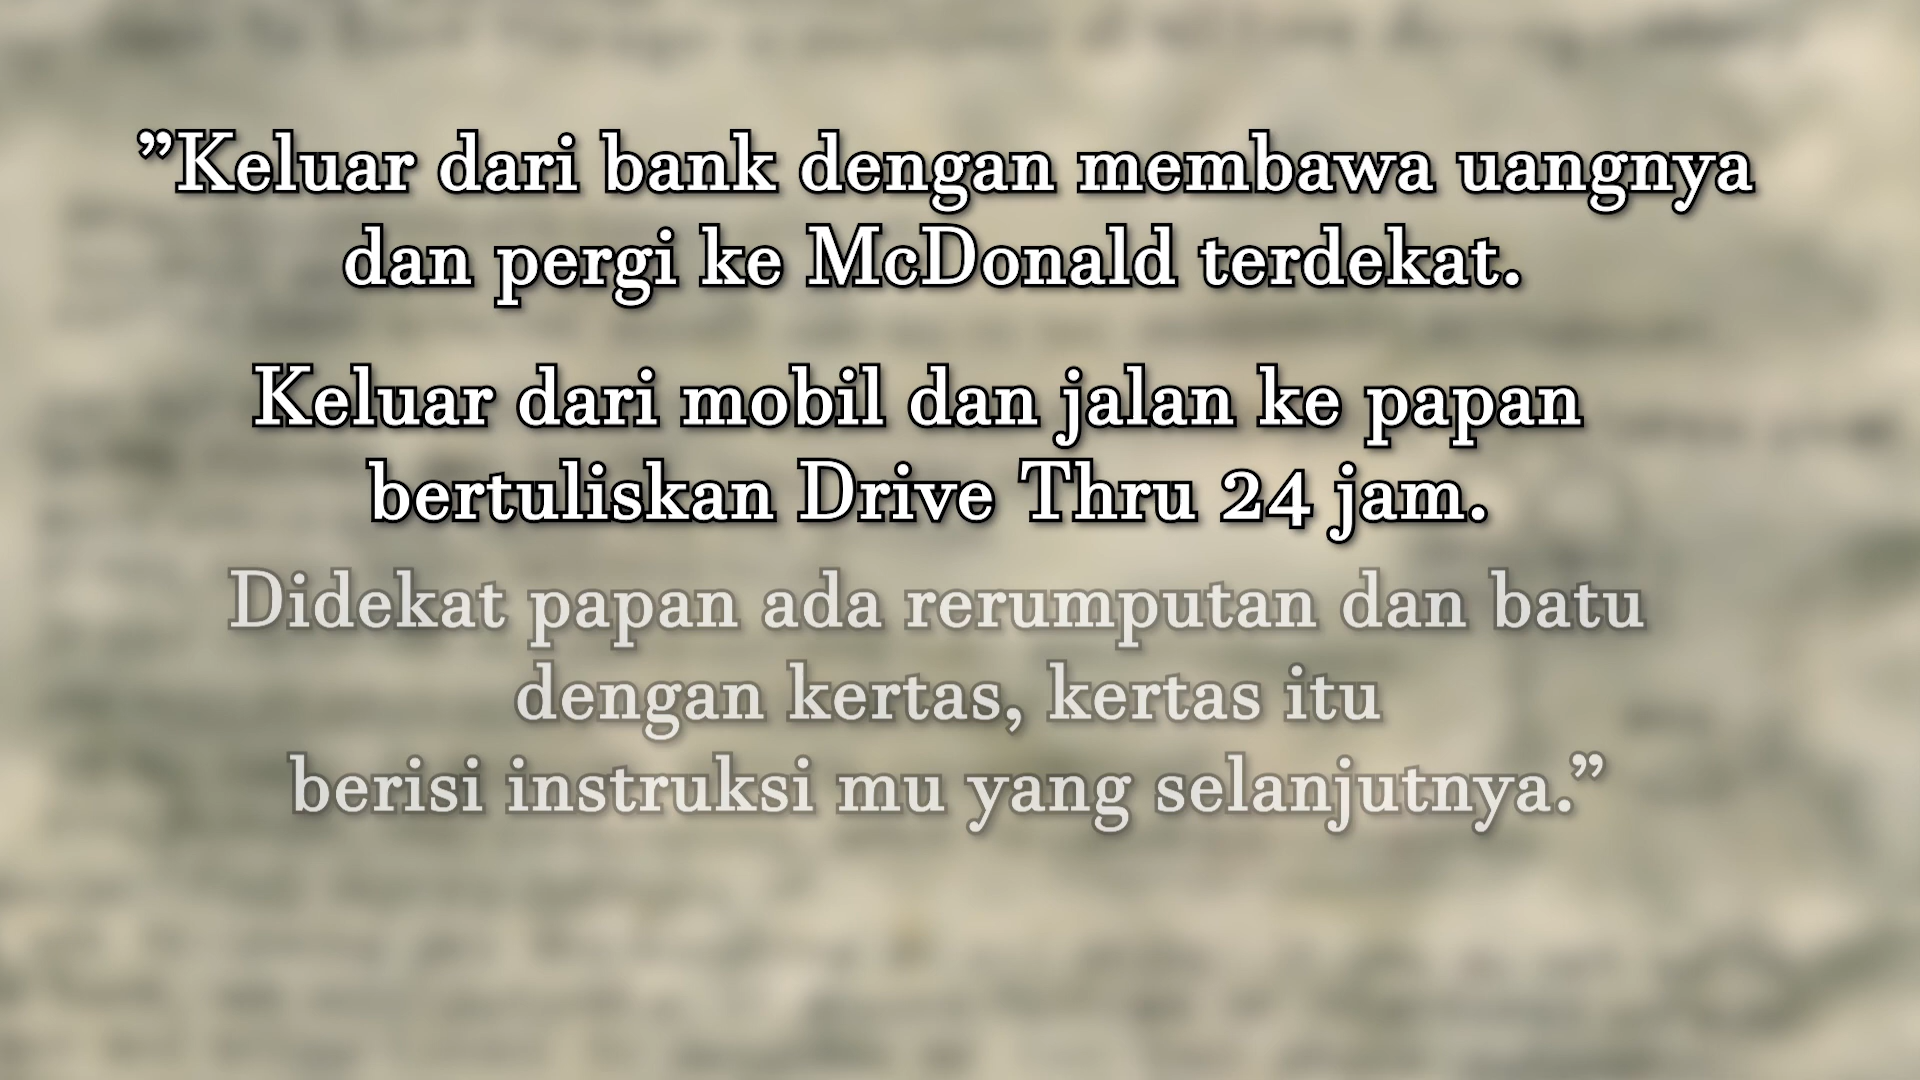 ”Keluar dari bank dengan membawa uangnya
dan pergi ke McDonald terdekat.
Keluar dari mobil dan jalan ke papan
bertuliskan Drive Thru 24 jam.
Didekat papan ada rerumputan dan batu
dengan kertas, kertas itu
berisi instruksi mu yang selanjutnya.”